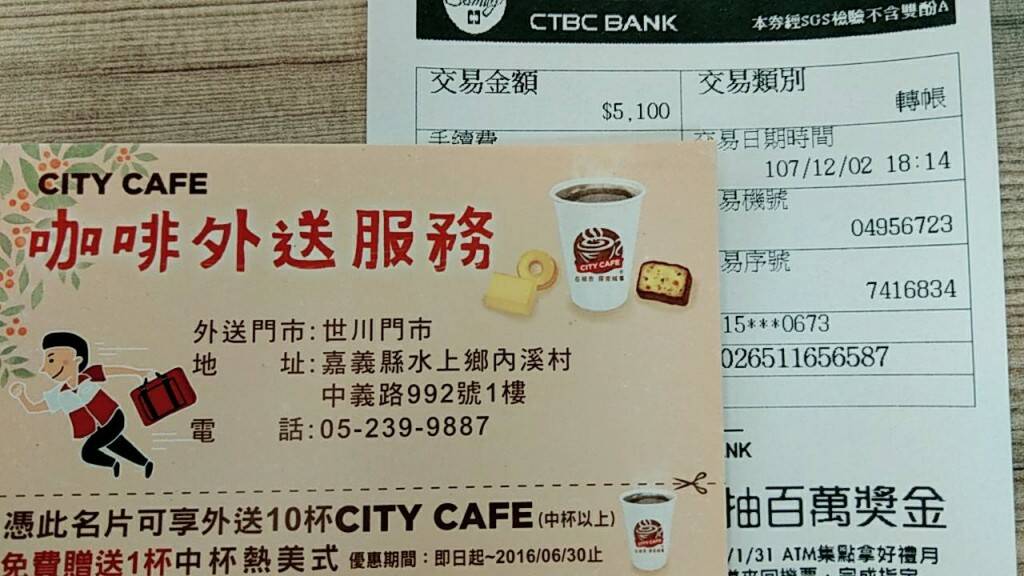 CTBC BANK
本券經SGS檢驗不含雙酚A
交易金額
$5,100
交易類別
轉帳
手續費
交易日期時間
107/12/02 18:14
易機號
04956723
易序號
7416834
15***0673
026511656587
NK
抽百萬獎金
/1/31 ATM集點拿好禮月
CITY CAFE
咖啡外送服務
CITY CAFE
外送門市:世川門市
地 址:嘉義縣水上鄉內溪村
中義路992號1樓
電 話:05-239-9887
憑此名片可享外送10杯CITY CAFE(中杯以上)
免費贈送1杯中杯熱美式 優惠期間:即日起~2016/06/30止
CITY CAFE